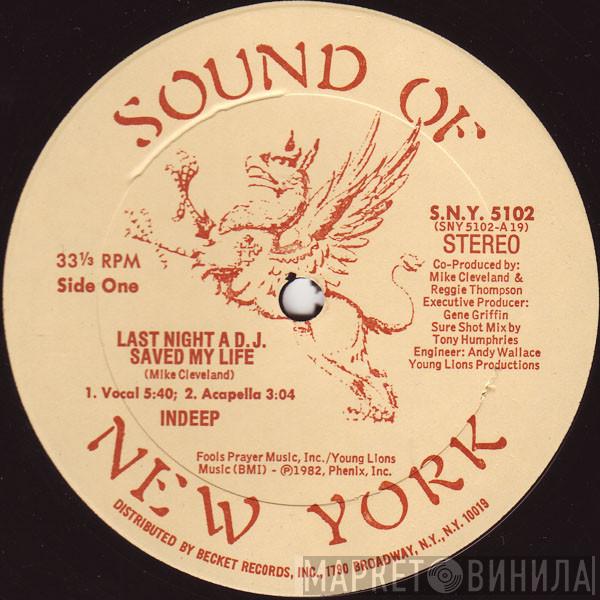 SOUND OF
S.N.Y. 5102
(SNY 5102-A 19)
STEREO
33⅓ RPM
Side One
Co-Produced by:
Mike Cleveland &
Reggie Thompson
Executive Producer:
Gene Griffin
Sure Shot Mix by
Tony Humphries
Engineer: Andy Wallace
Young Lions Productions
LAST NIGHT A D.J.
SAVED MY LIFE
(Mike Cleveland)
1. Vocal 5:40; 2. Acapella 3:04
INDEEP
Fools Prayer Music, Inc./Young Lions
Music (BMI) - ℗1982, Phenix, Inc.
NEW YORK
DISTRIBUTED BY BECKET RECORDS, INC., 1790 BROADWAY, N.Y., N.Y. 10019
МАРКЕТ ВИНИЛА